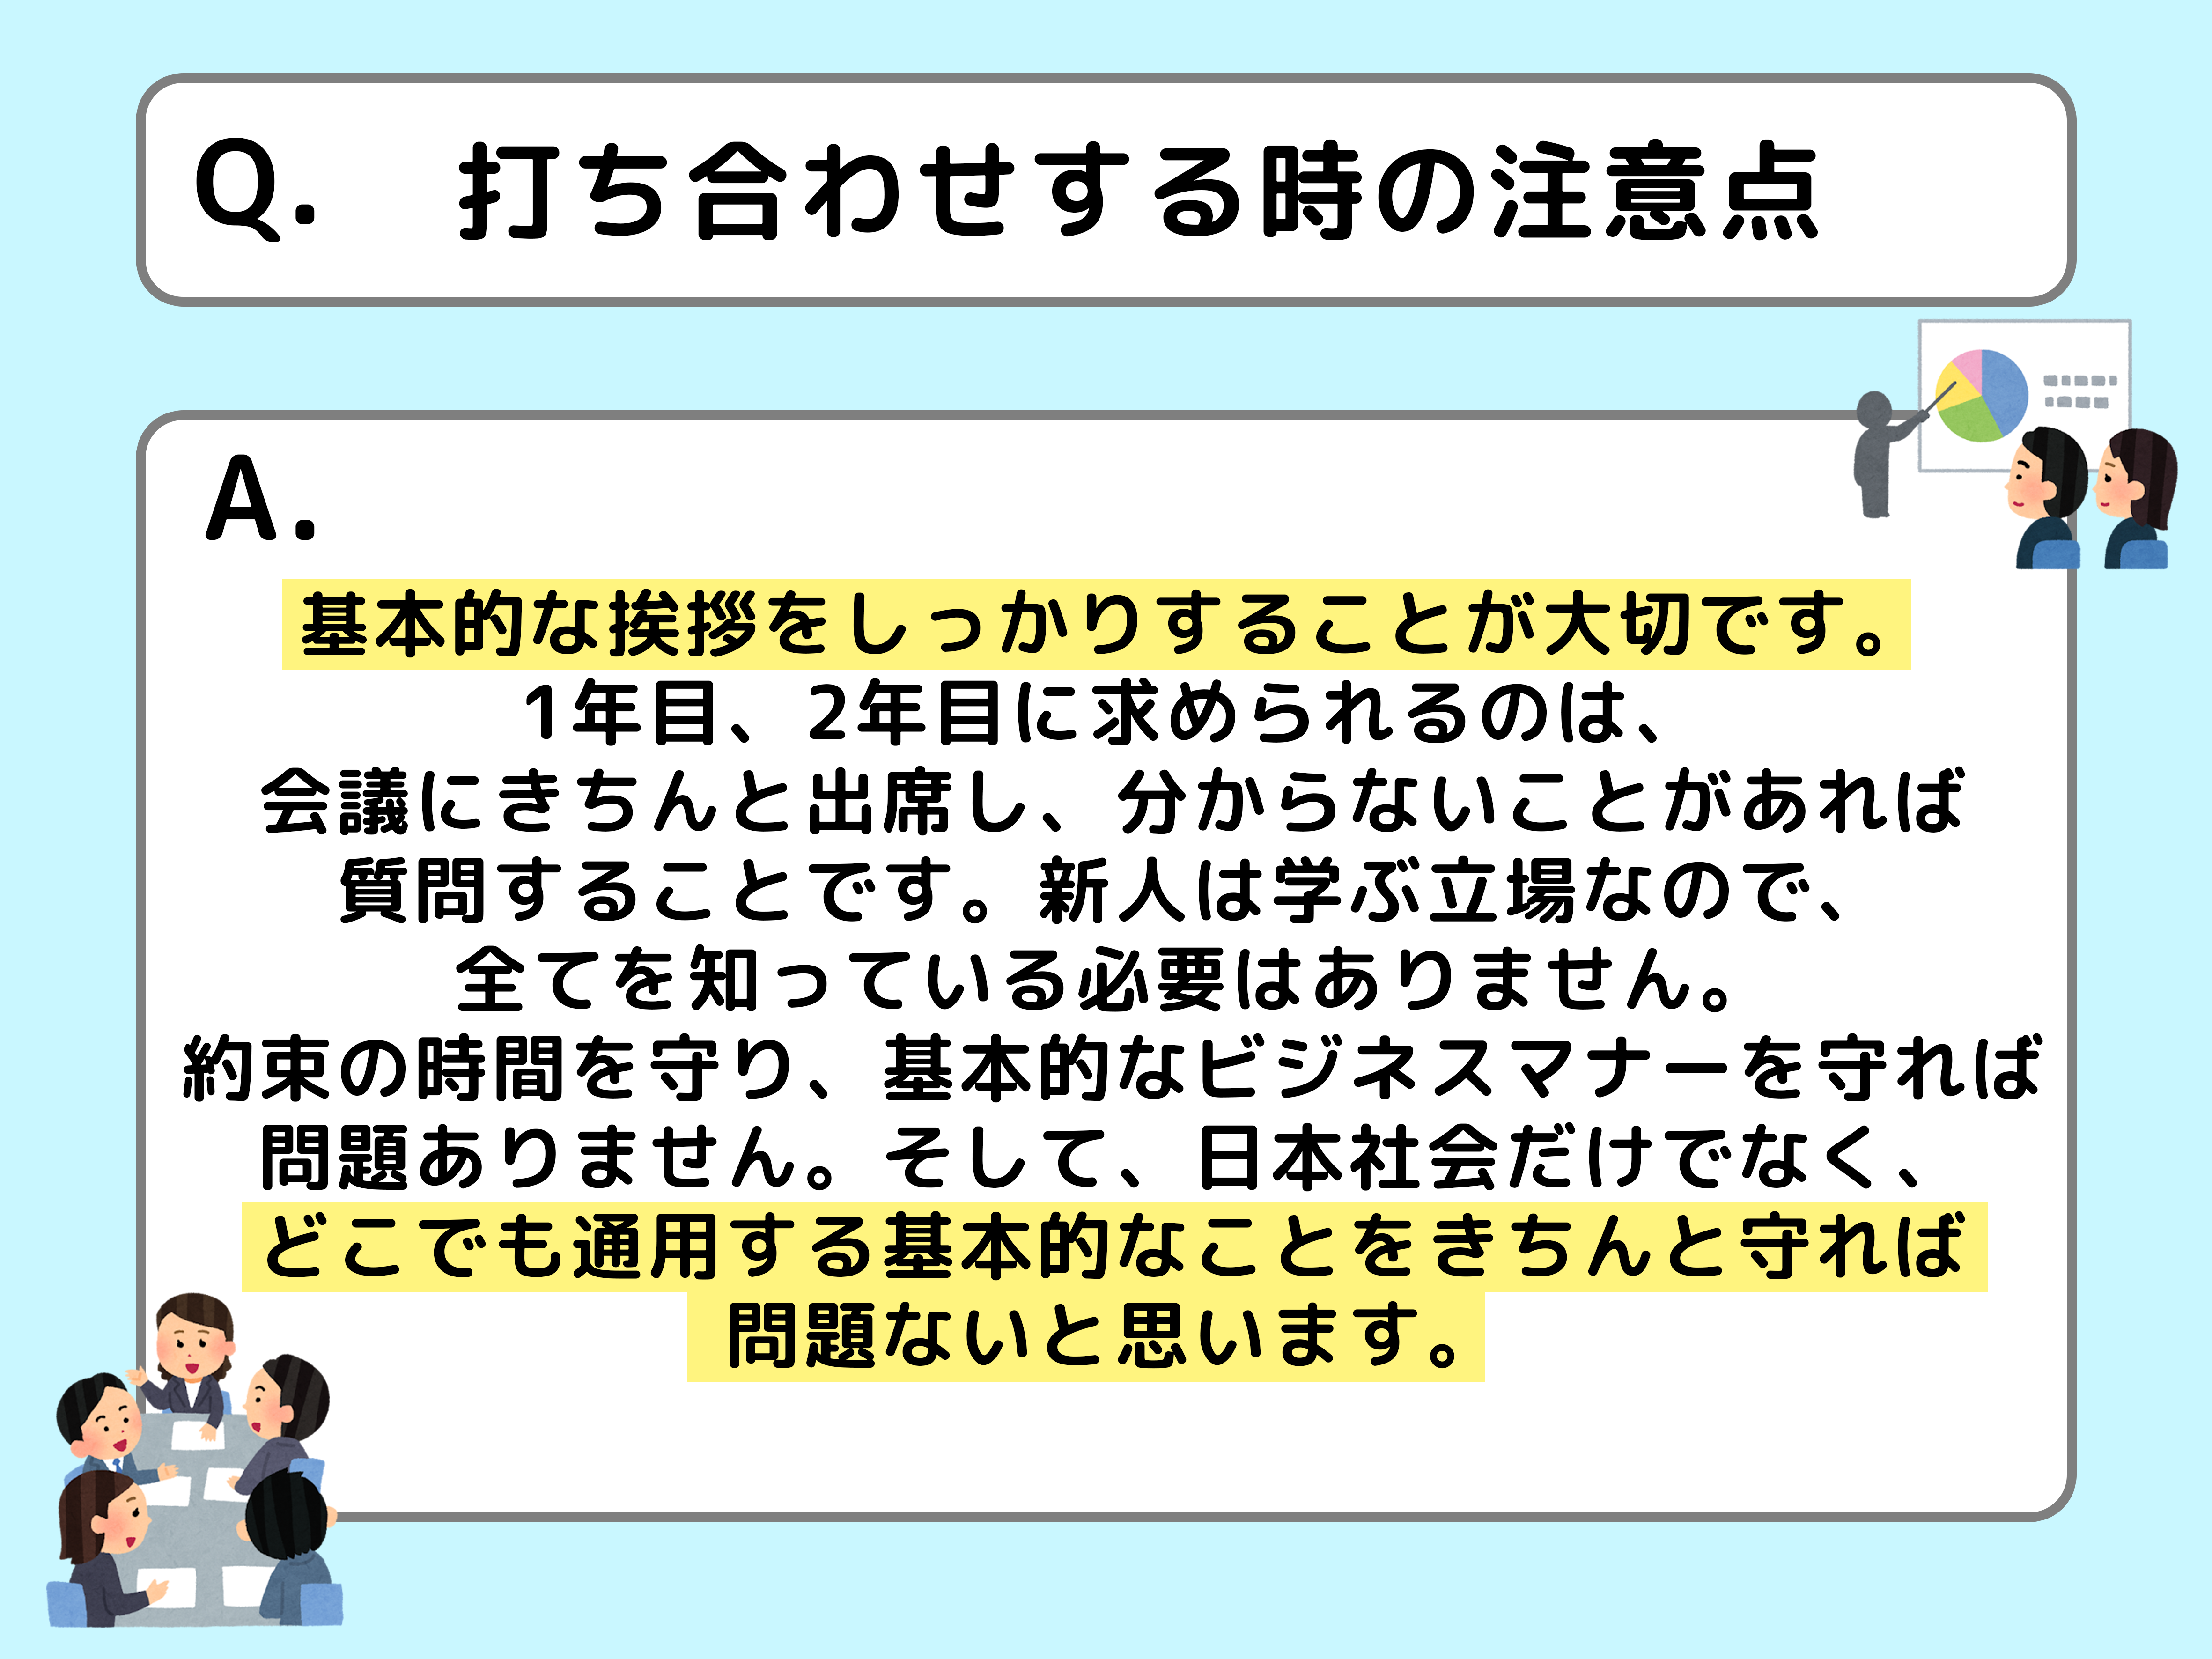 Q. 打ち合わせする時の注意点
A.
基本的な挨拶をしっかりすることが大切です。
1年目、2年目に求められるのは、
会議にきちんと出席し、分からないことがあれば
質問することです。新人は学ぶ立場なので、
全てを知っている必要はありません。
約束の時間を守り、基本的なビジネスマナーを守れば
問題ありません。そして、日本社会だけでなく、
どこでも通用する基本的なことをきちんと守れば
問題ないと思います。